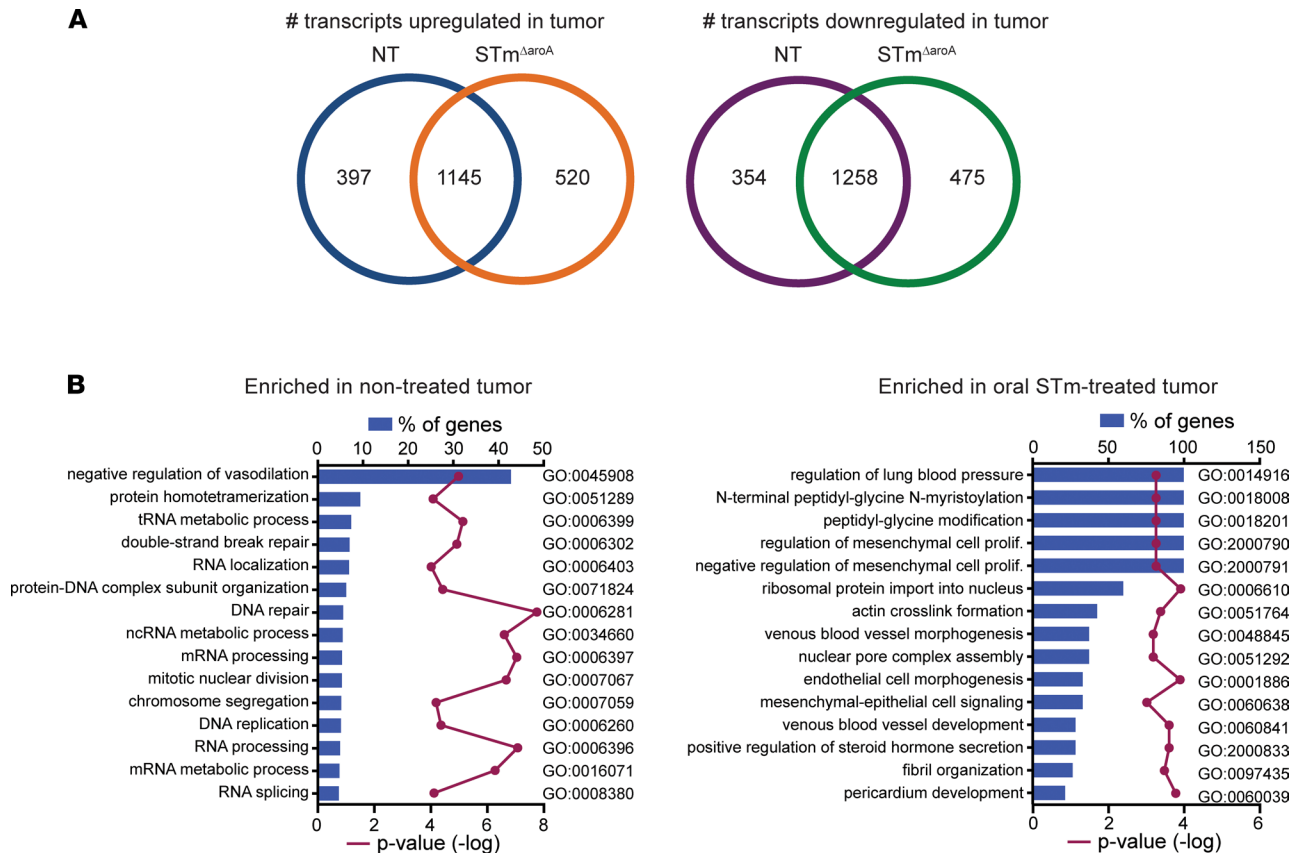 A
# transcripts upregulated in tumor
# transcripts downregulated in tumor
NT STm^ΔaroA
NT STm^ΔaroA
397 1145 520
354 1258 475
B
Enriched in non-treated tumor
% of genes
0 10 20 30 40 50
negative regulation of vasodilation GO:0045908
protein homotetramerization GO:0051289
tRNA metabolic process GO:0006399
double-strand break repair GO:0006302
RNA localization GO:0006403
protein-DNA complex subunit organization GO:0071824
DNA repair GO:0006281
ncRNA metabolic process GO:0034660
mRNA processing GO:0006397
mitotic nuclear division GO:0007067
chromosome segregation GO:0007059
DNA replication GO:0006260
RNA processing GO:0006396
mRNA metabolic process GO:0016071
RNA splicing GO:0008380
0 2 4 6 8
p-value (-log)
Enriched in oral STm-treated tumor
% of genes
0 50 100 150
regulation of lung blood pressure GO:0014916
N-terminal peptidyl-glycine N-myristoylation GO:0018008
peptidyl-glycine modification GO:0018201
regulation of mesenchymal cell prolif. GO:2000790
negative regulation of mesenchymal cell prolif. GO:2000791
ribosomal protein import into nucleus GO:0006610
actin crosslink formation GO:0051764
venous blood vessel morphogenesis GO:0048845
nuclear pore complex assembly GO:0051292
endothelial cell morphogenesis GO:0001886
mesenchymal-epithelial cell signaling GO:0060638
venous blood vessel development GO:0060841
positive regulation of steroid hormone secretion GO:2000833
fibril organization GO:0097435
pericardium development GO:0060039
0 2 4 6
p-value (-log)